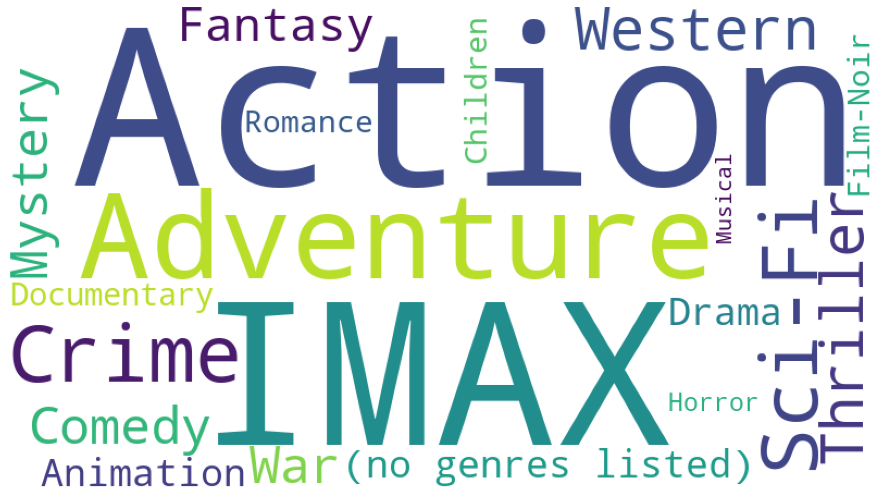 Fantasy
Western
Action
Children
Film-Noir
Mystery
Romance
Musical
Adventure
Sci-Fi
Thriller
Documentary
IMAX
Drama
Crime
Horror
Comedy
Animation
War
(no genres listed)